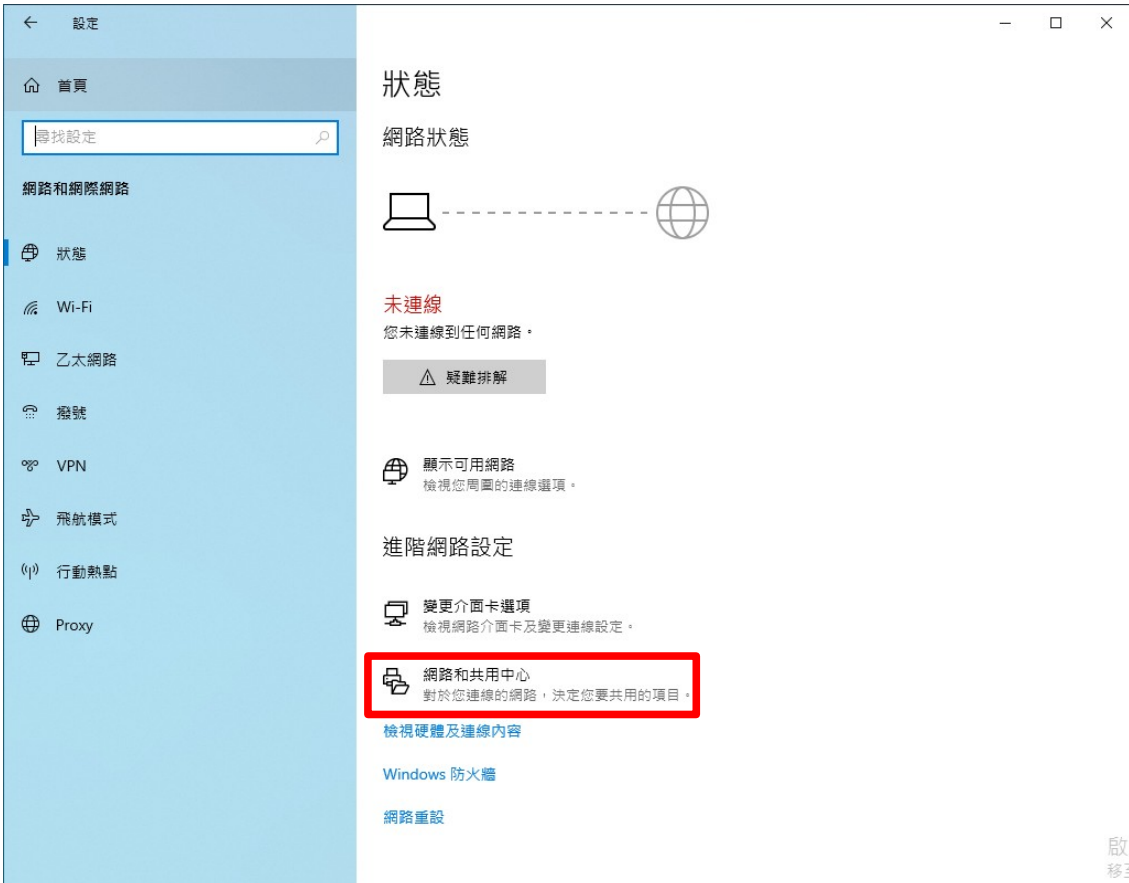 設定
首頁
尋找設定
網路和網際網路
狀態
Wi-Fi
乙太網路
撥號
VPN
飛航模式
行動熱點
Proxy
狀態
網路狀態
未連線
您未連線到任何網路。
疑難排解
顯示可用網路
檢視您周圍的連線選項。
進階網路設定
變更介面卡選項
檢視網路介面卡及變更連線設定。
網路和共用中心
對於您連線的網路，決定您要共用的項目。
檢視硬體及連線內容
Windows 防火牆
網路重設
啟
移至